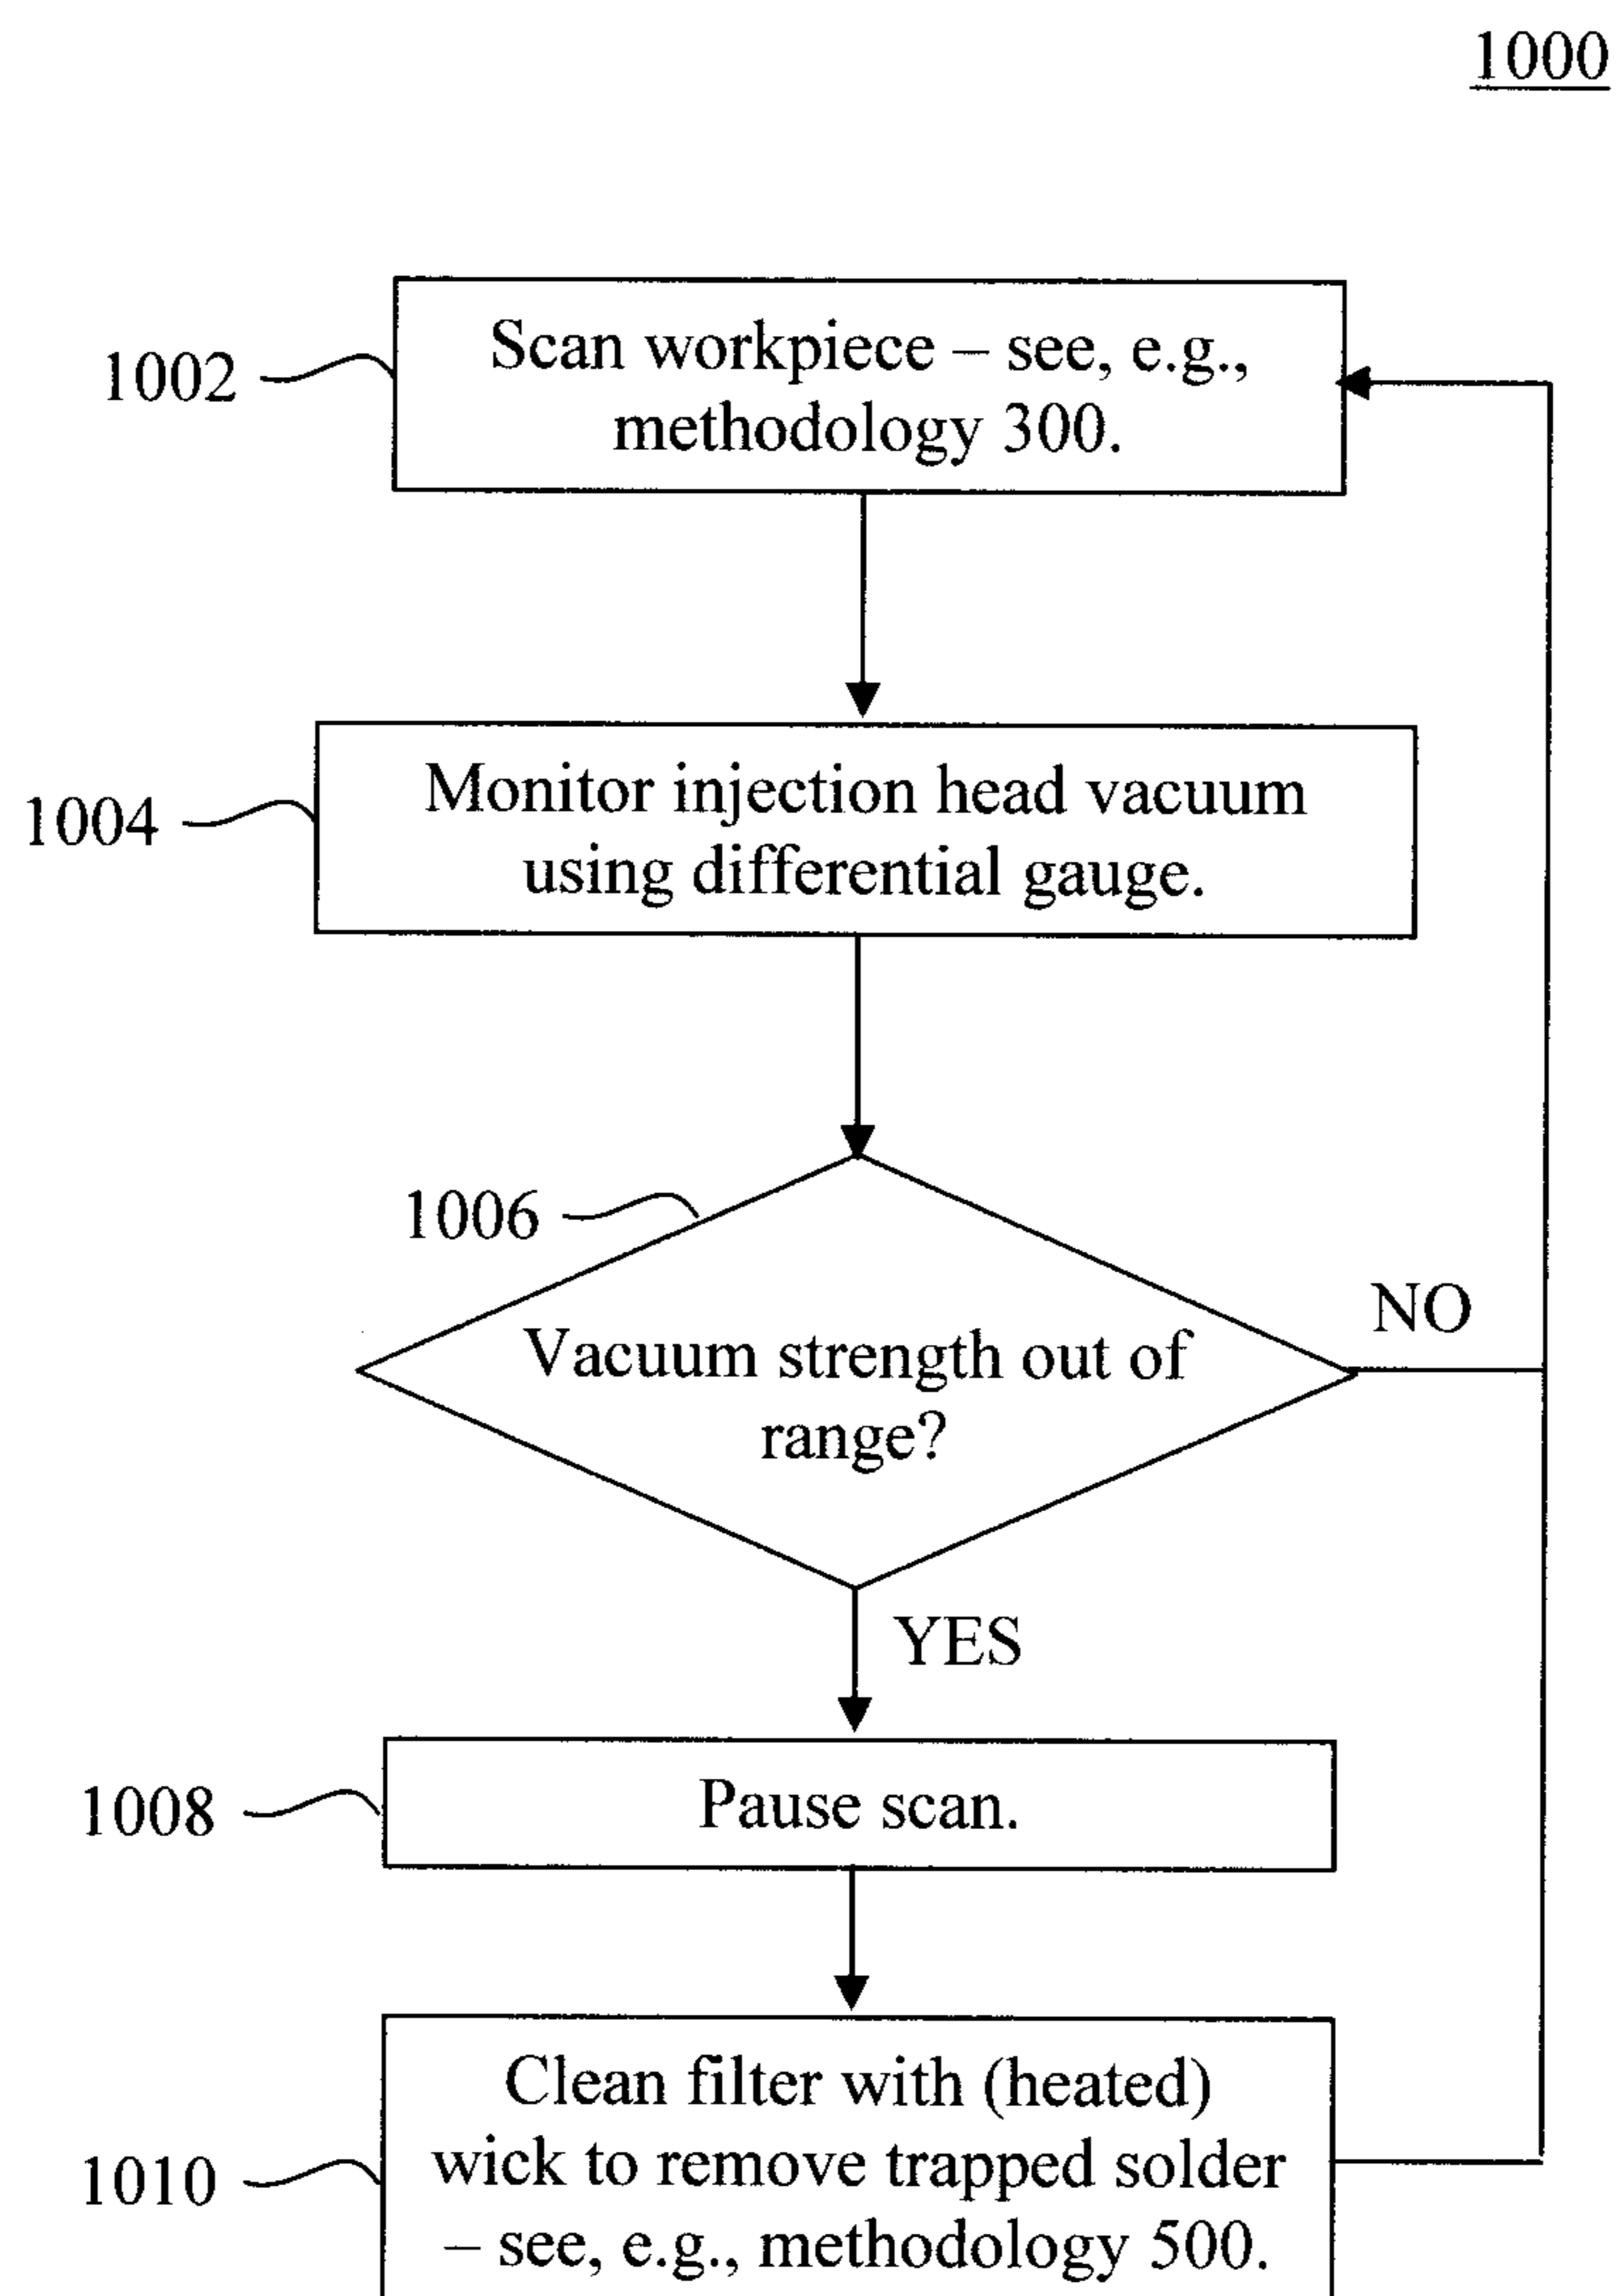 1000
1002
Scan workpiece – see, e.g.,
methodology 300.
1004
Monitor injection head vacuum
using differential gauge.
1006
Vacuum strength out of
range?
NO
YES
1008
Pause scan.
1010
Clean filter with (heated)
wick to remove trapped solder
– see, e.g., methodology 500.